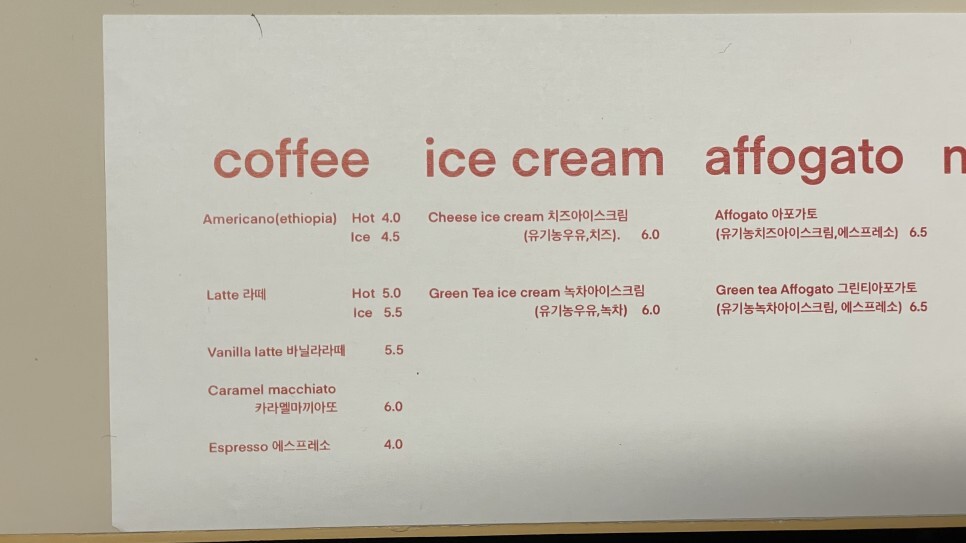 coffee
Americano(ethiopia) Hot 4.0
Ice 4.5
Latte 라떼 Hot 5.0
Ice 5.5
Vanilla latte 바닐라라떼 5.5
Caramel macchiato
카라멜마끼아또 6.0
Espresso 에스프레소 4.0
ice cream
Cheese ice cream 치즈아이스크림
(유기농우유,치즈). 6.0
Green Tea ice cream 녹차아이스크림
(유기농우유,녹차) 6.0
affogato
Affogato 아포가토
(유기농치즈아이스크림,에스프레소) 6.5
Green tea Affogato 그린티아포가토
(유기농녹차아이스크림, 에스프레소) 6.5